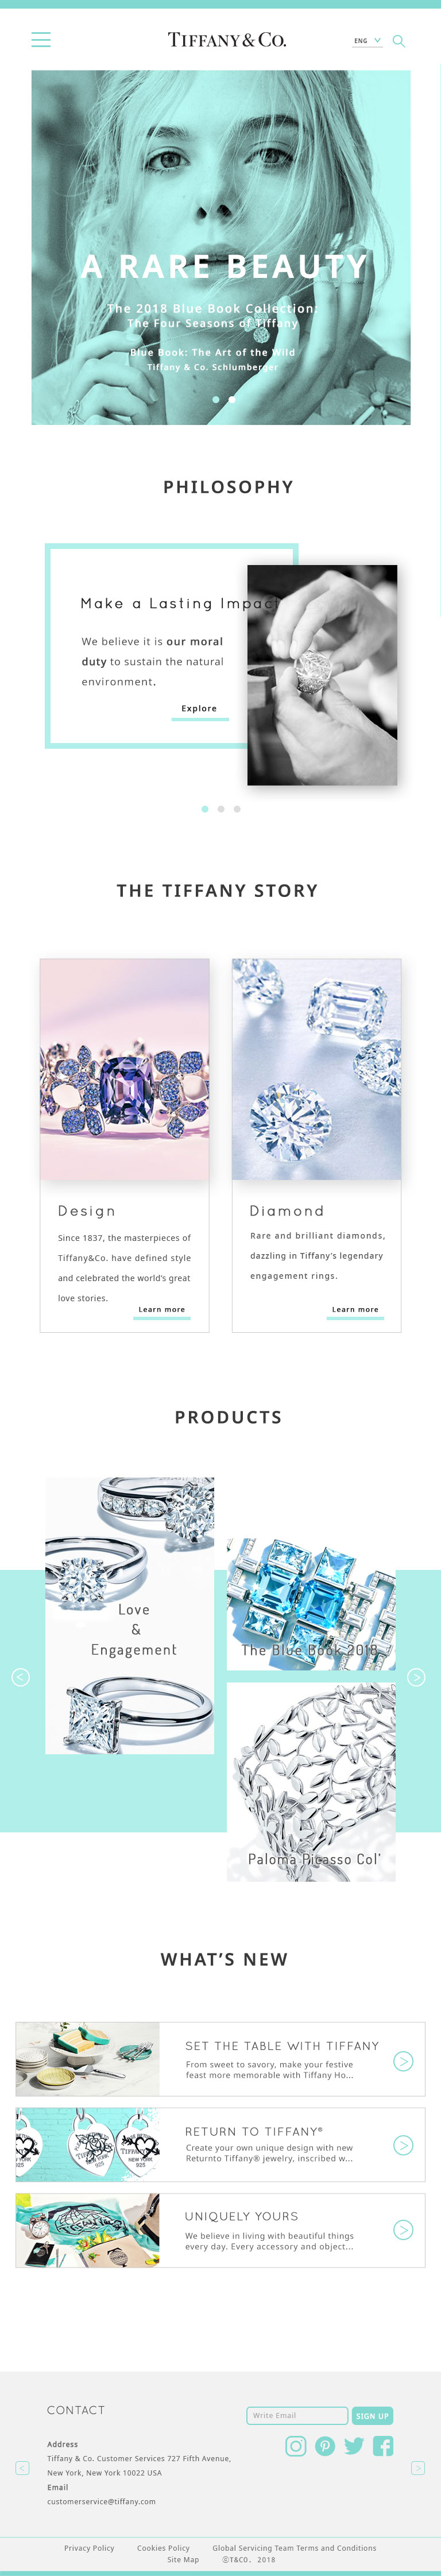 TIFFANY & CO.
ENG
A RARE BEAUTY
The 2018 Blue Book Collection:
The Four Seasons of Tiffany
Blue Book: The Art of the Wild
Tiffany & Co. Schlumberger
PHILOSOPHY
Make a Lasting Impact
We believe it is our moral
duty to sustain the natural
environment.
Explore
THE TIFFANY STORY
Design
Since 1837, the masterpieces of
Tiffany&Co. have defined style
and celebrated the world's great
love stories.
Learn more
Diamond
Rare and brilliant diamonds,
dazzling in Tiffany's legendary
engagement rings.
Learn more
PRODUCTS
Love
&
Engagement
The Blue Book 2018
Paloma Picasso Col'
WHAT'S NEW
SET THE TABLE WITH TIFFANY
From sweet to savory, make your festive
feast more memorable with Tiffany Ho...
RETURN TO TIFFANY®
Create your own unique design with new
Returnto Tiffany® jewelry, inscribed w...
NEW YORK
925
UNIQUELY YOURS
We believe in living with beautiful things
every day. Every accessory and object...
CONTACT
Write Email
SIGN UP
Address
Tiffany & Co. Customer Services 727 Fifth Avenue,
New York, New York 10022 USA
Email
customerservice@tiffany.com
Privacy Policy
Cookies Policy
Global Servicing Team Terms and Conditions
Site Map
ⓒT&CO. 2018